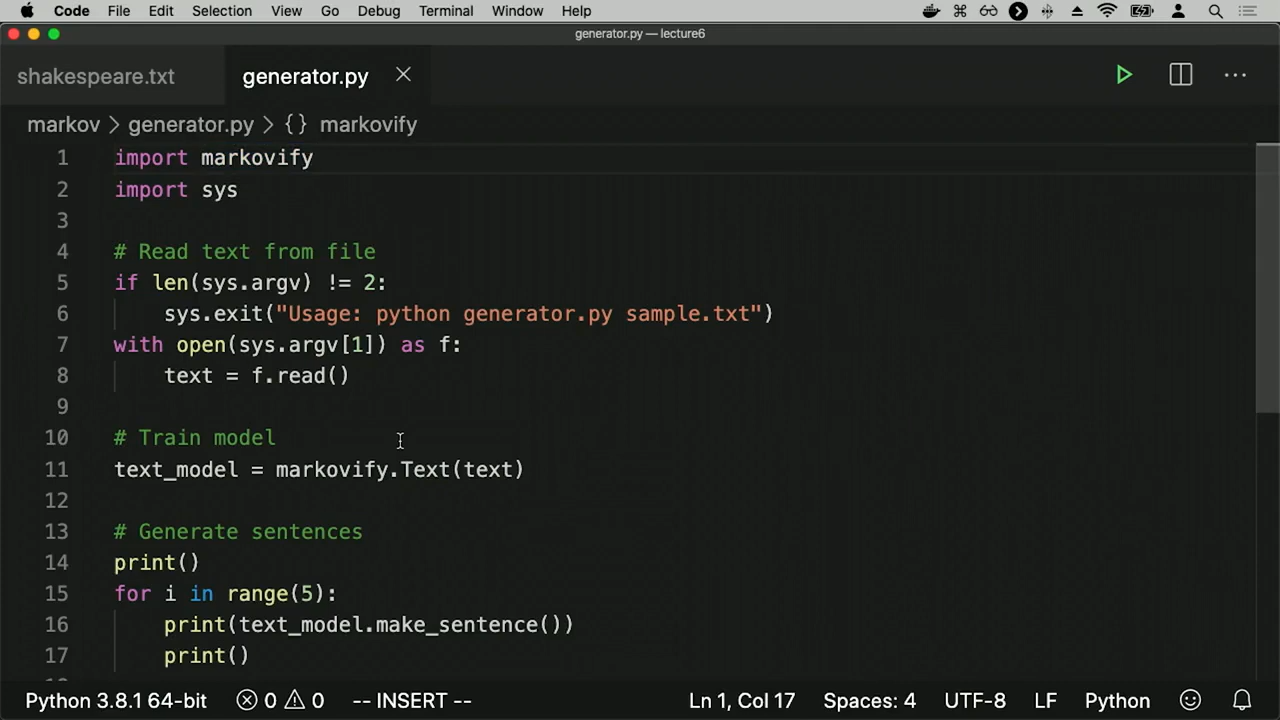 Code File Edit Selection View Go Debug Terminal Window Help
generator.py — lecture6
shakespeare.txt generator.py
markov > generator.py > {} markovify
1 import markovify
2 import sys
3
4 # Read text from file
5 if len(sys.argv) != 2:
6 sys.exit("Usage: python generator.py sample.txt")
7 with open(sys.argv[1]) as f:
8 text = f.read()
9
10 # Train model
11 text_model = markovify.Text(text)
12
13 # Generate sentences
14 print()
15 for i in range(5):
16 print(text_model.make_sentence())
17 print()
Python 3.8.1 64-bit 0 0 -- INSERT -- Ln 1, Col 17 Spaces: 4 UTF-8 LF Python